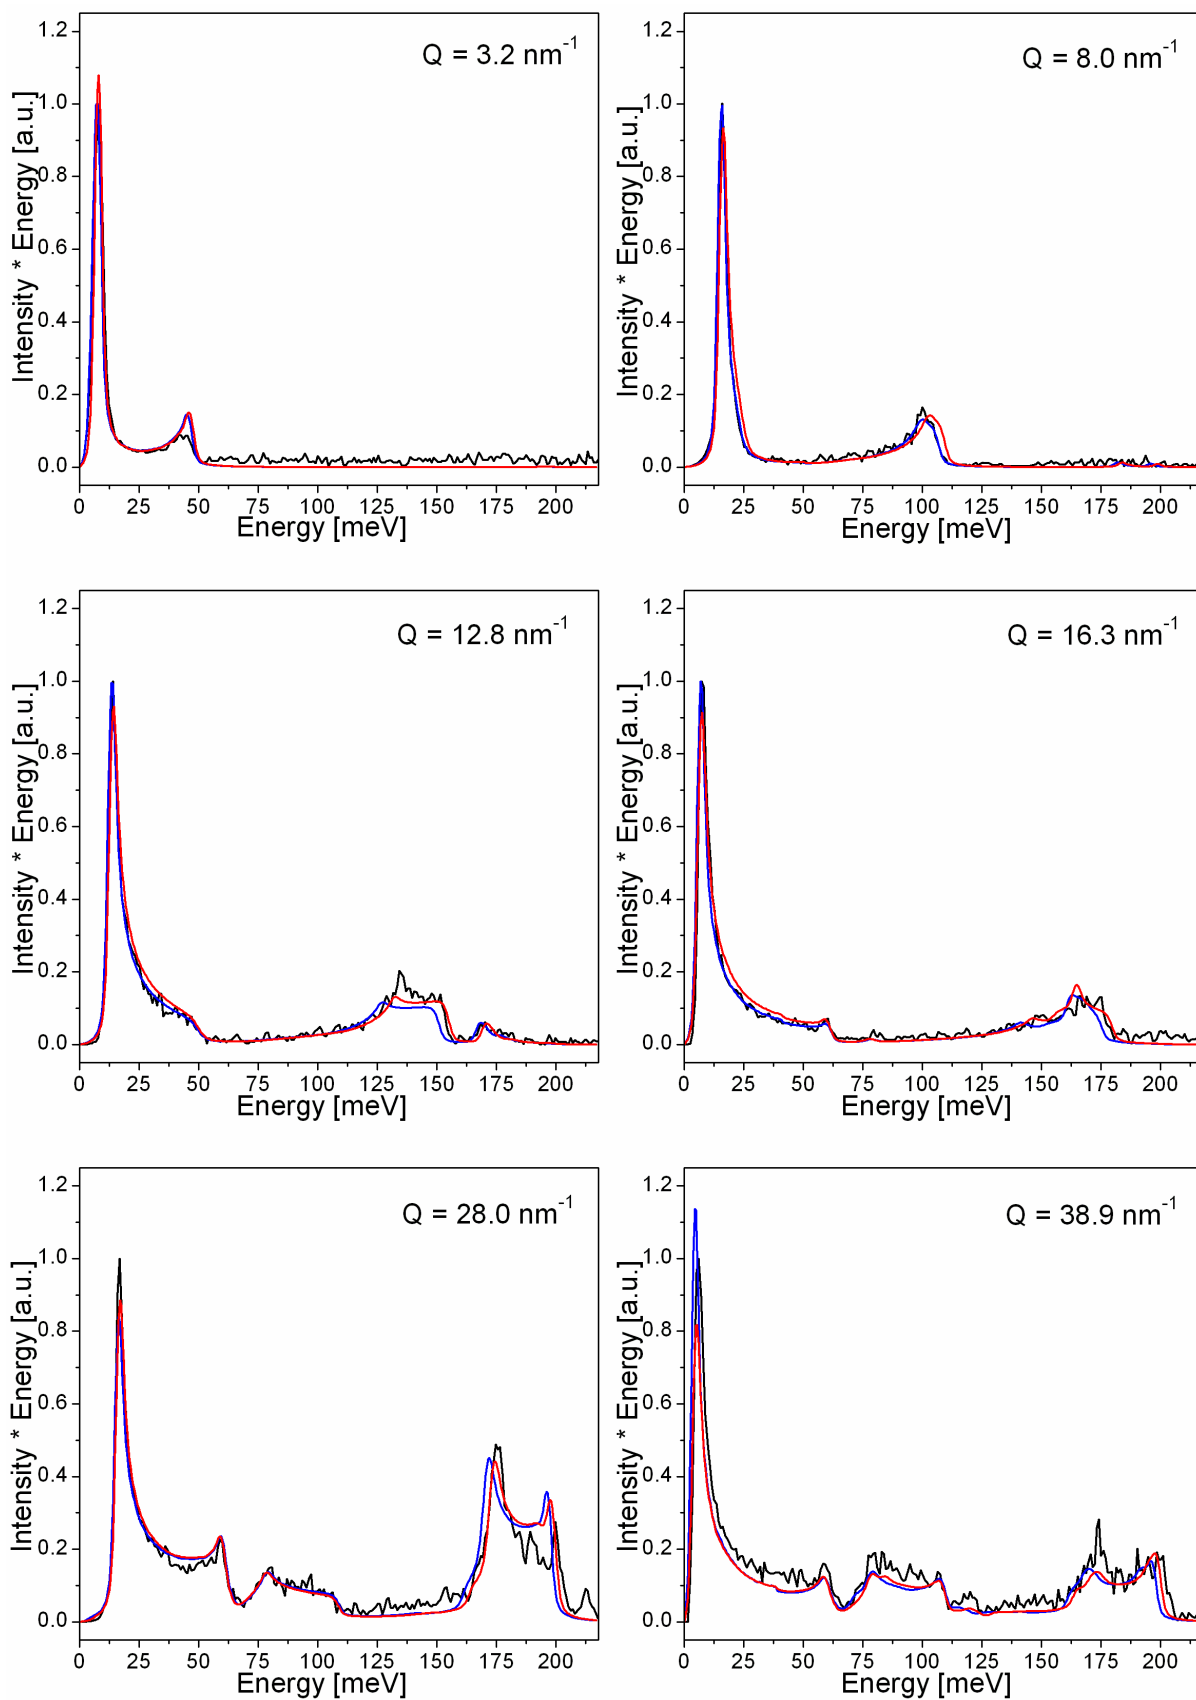 Q = 3.2 nm⁻¹
1.2
1.0
0.8
0.6
0.4
0.2
0.0
Intensity * Energy [a.u.]
0 25 50 75 100 125 150 175 200
Energy [meV]
Q = 8.0 nm⁻¹
1.2
1.0
0.8
0.6
0.4
0.2
0.0
Intensity * Energy [a.u.]
0 25 50 75 100 125 150 175 200
Energy [meV]
Q = 12.8 nm⁻¹
1.2
1.0
0.8
0.6
0.4
0.2
0.0
Intensity * Energy [a.u.]
0 25 50 75 100 125 150 175 200
Energy [meV]
Q = 16.3 nm⁻¹
1.2
1.0
0.8
0.6
0.4
0.2
0.0
Intensity * Energy [a.u.]
0 25 50 75 100 125 150 175 200
Energy [meV]
Q = 28.0 nm⁻¹
1.2
1.0
0.8
0.6
0.4
0.2
0.0
Intensity * Energy [a.u.]
0 25 50 75 100 125 150 175 200
Energy [meV]
Q = 38.9 nm⁻¹
1.2
1.0
0.8
0.6
0.4
0.2
0.0
Intensity * Energy [a.u.]
0 25 50 75 100 125 150 175 200
Energy [meV]